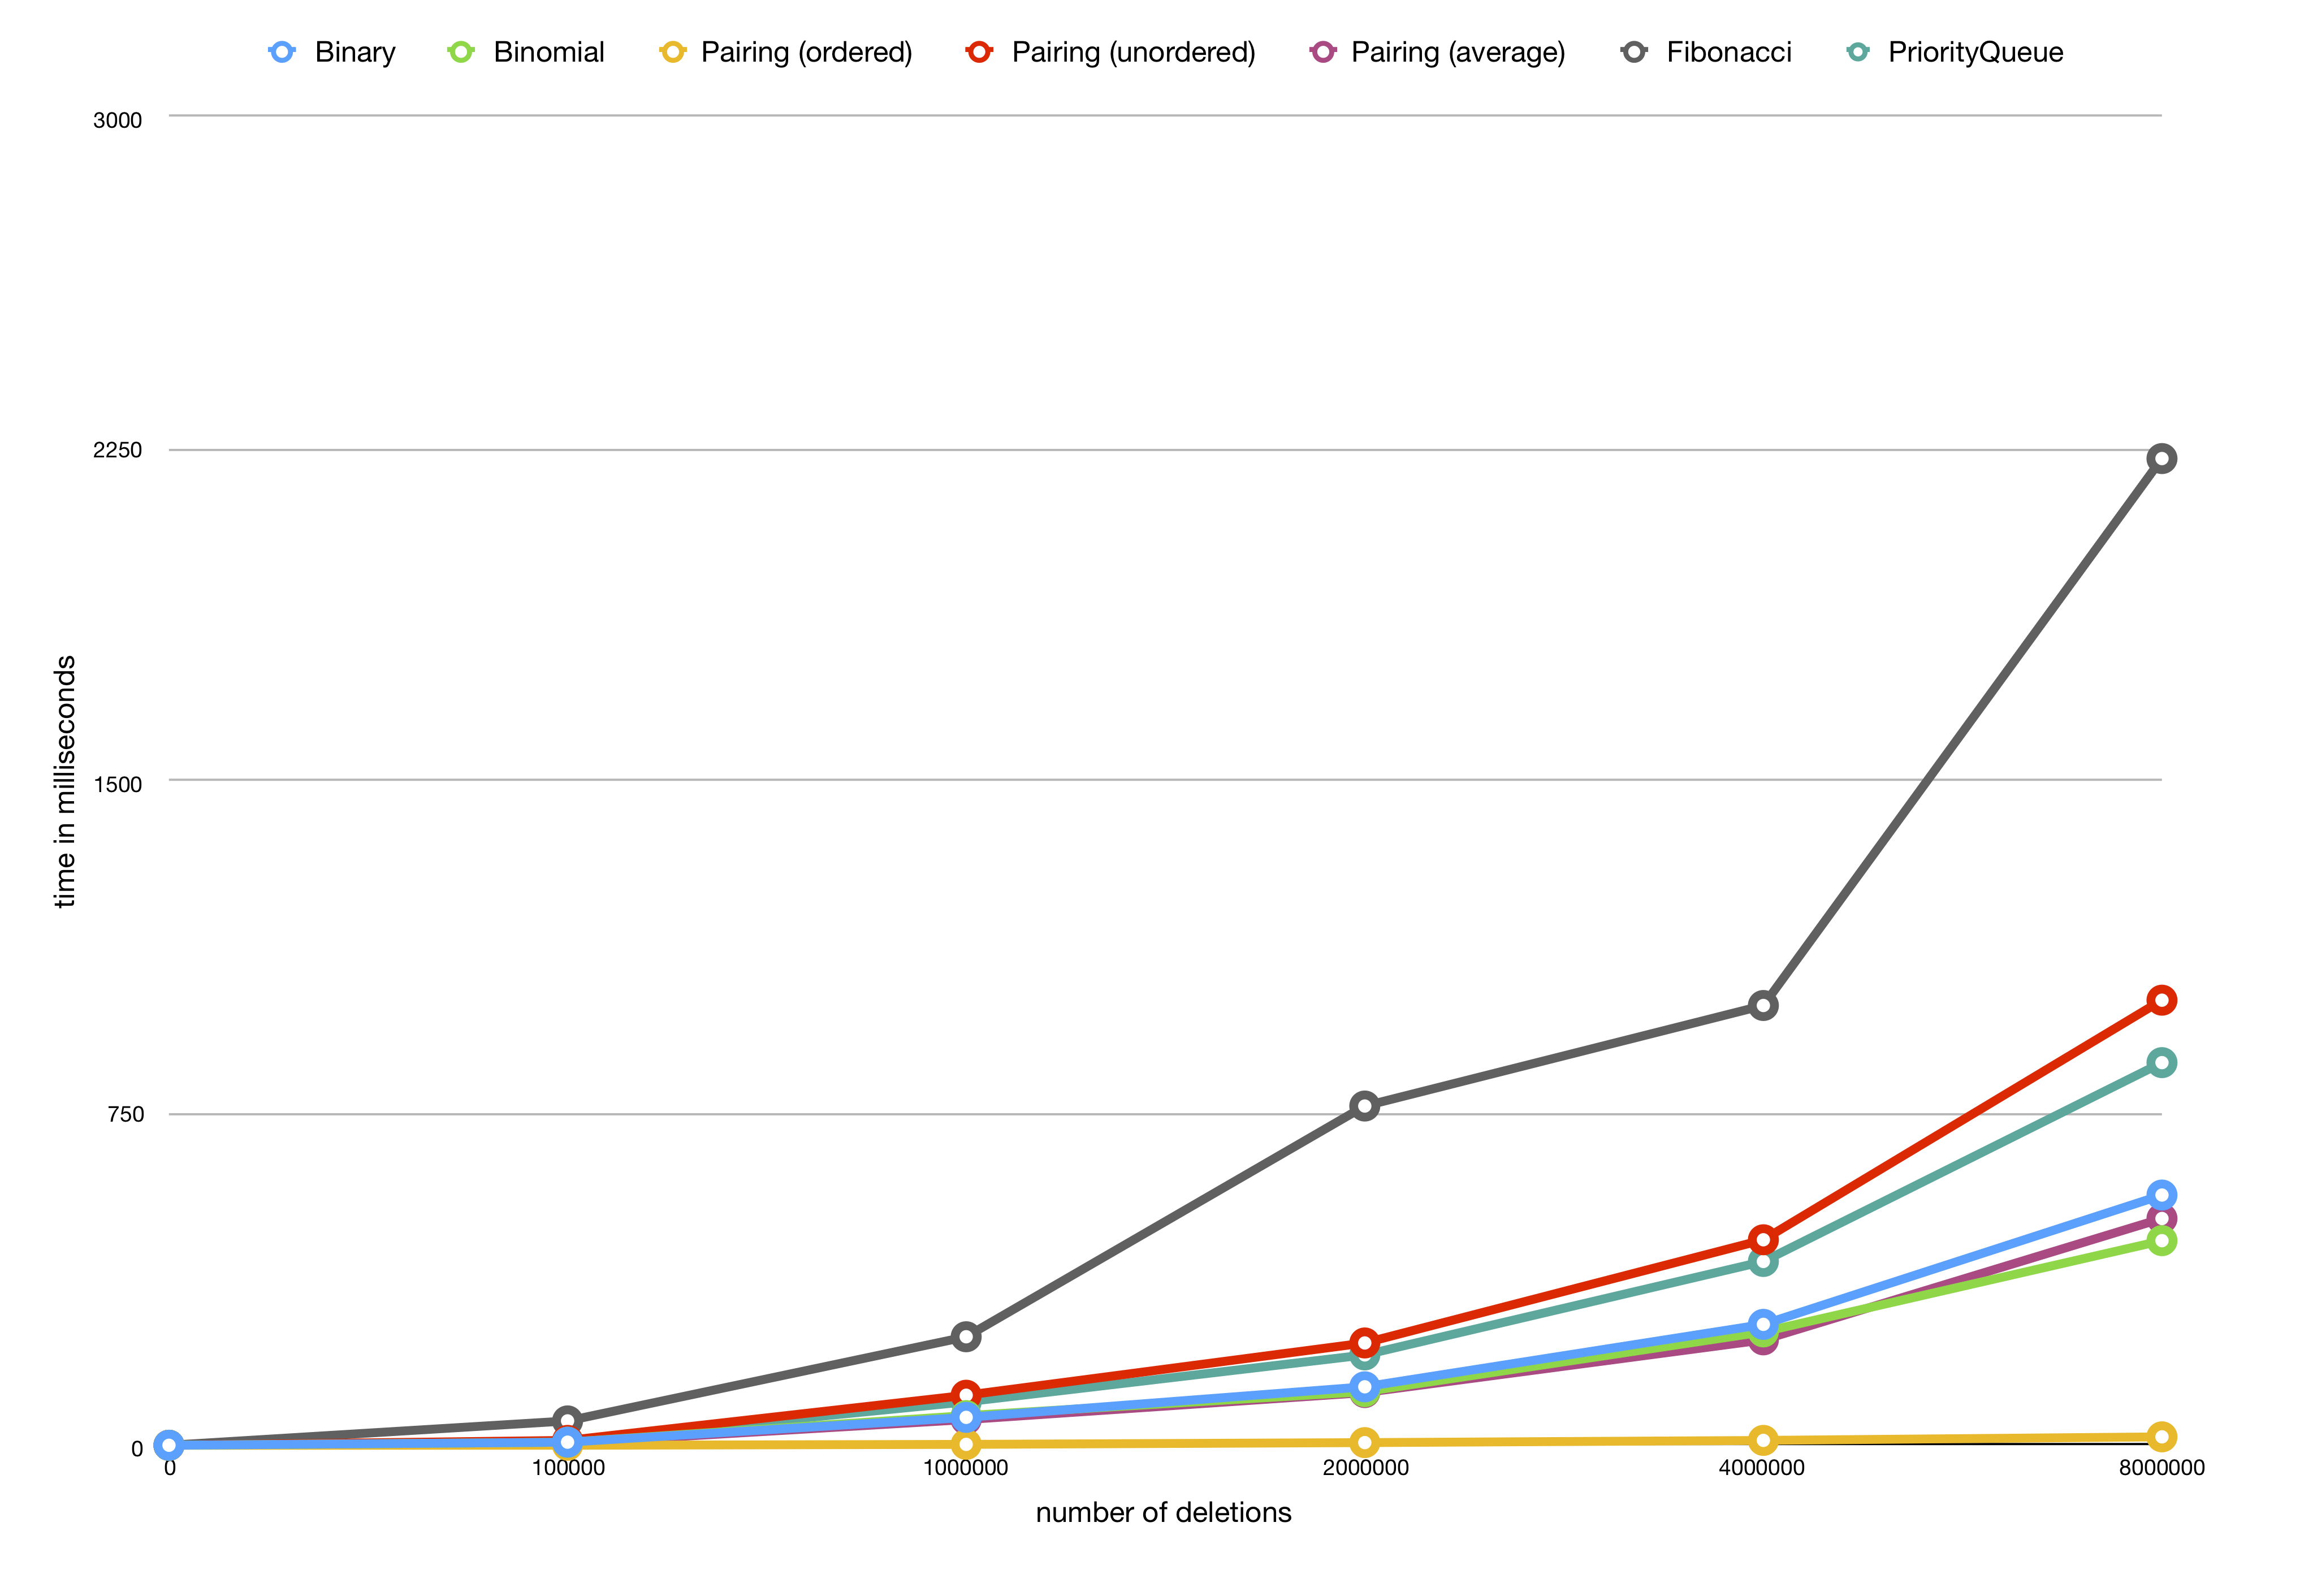 Binary Binomial Pairing (ordered) Pairing (unordered) Pairing (average) Fibonacci PriorityQueue
3000
2250
1500
750
0
time in milliseconds
0 100000 1000000 2000000 4000000 8000000
number of deletions